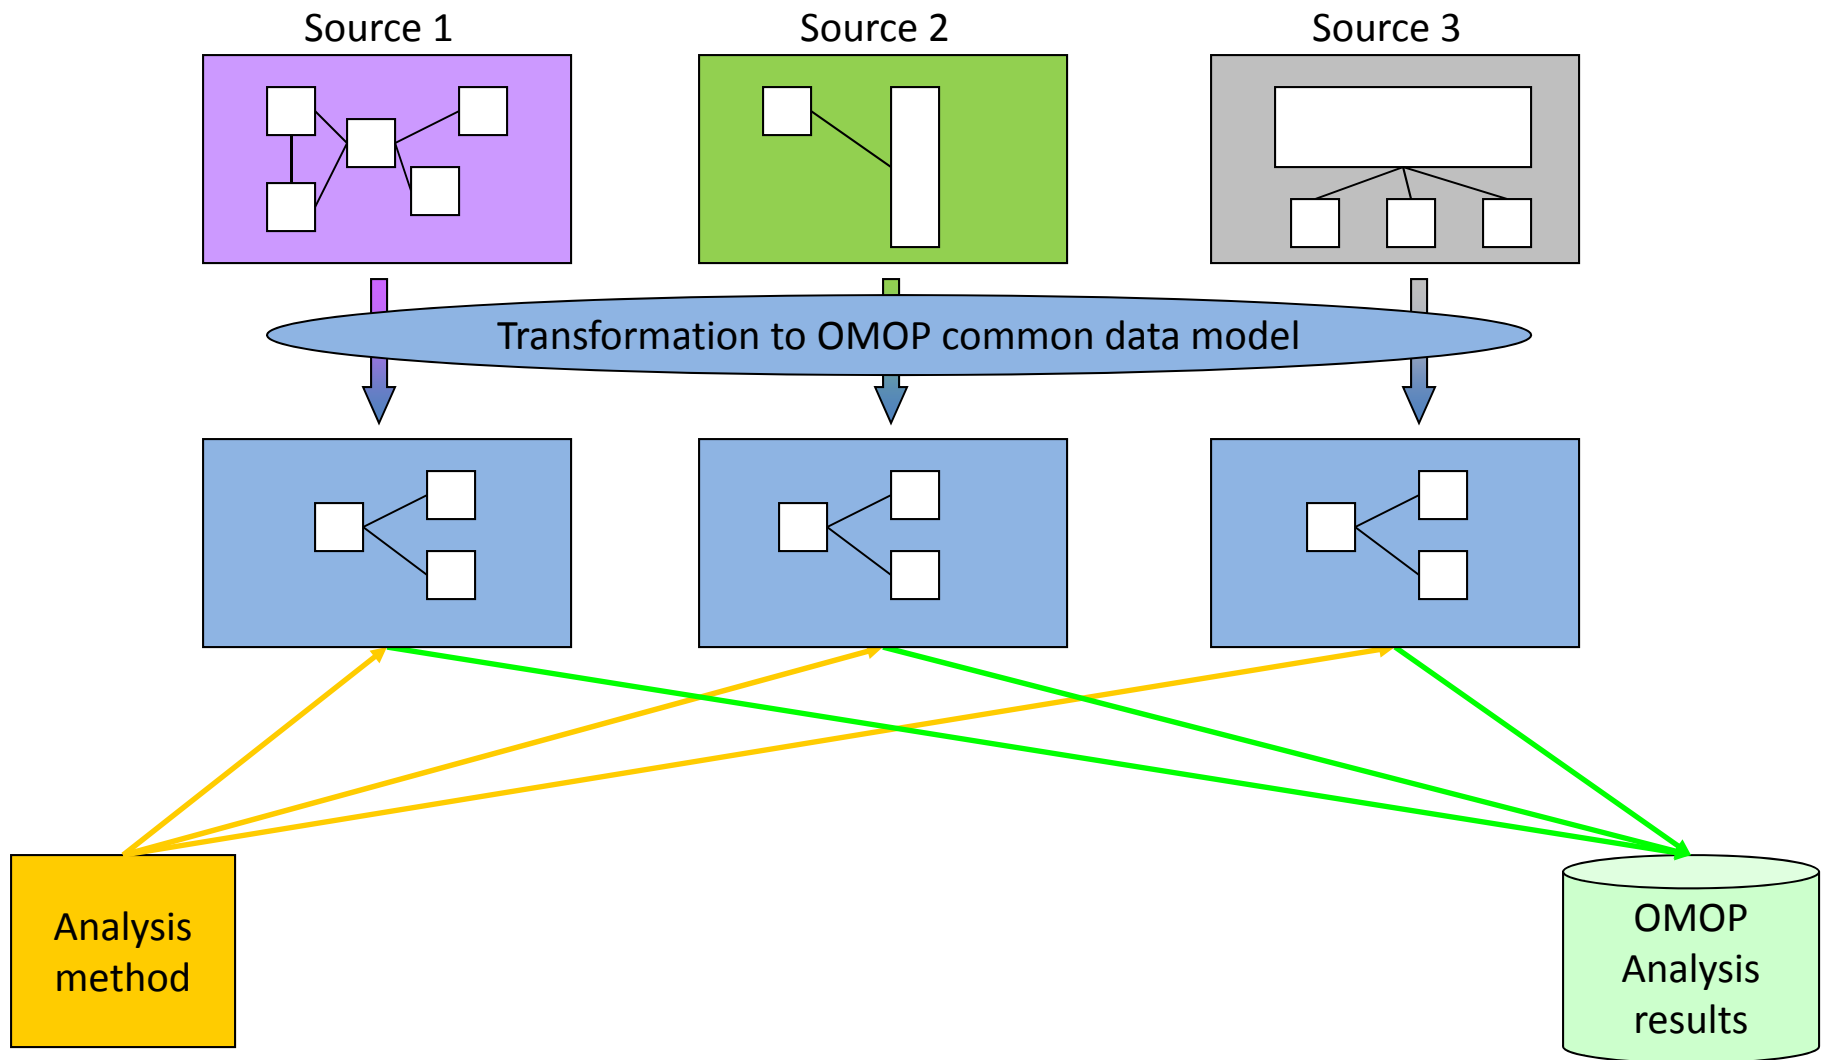 Source 1
Source 2
Source 3
Transformation to OMOP common data model
Analysis
method
OMOP
Analysis
results